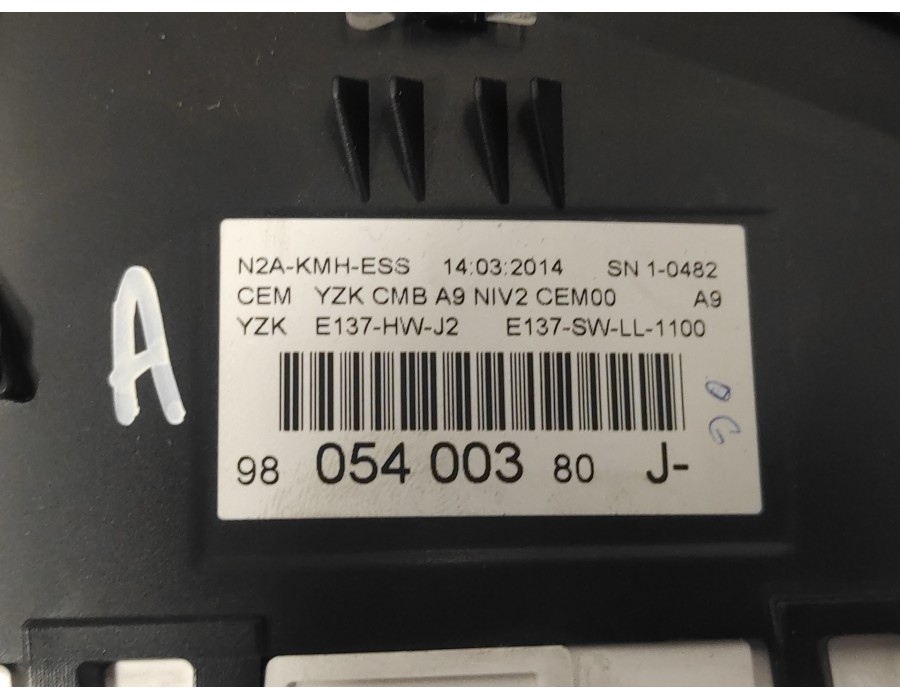 N2A-KMH-ESS 14:03:2014 SN 1-0482
CEM YZK CMB A9 NIV2 CEM00 A9
YZK E137-HW-J2 E137-SW-LL-1100
98 054 003 80 J-
A